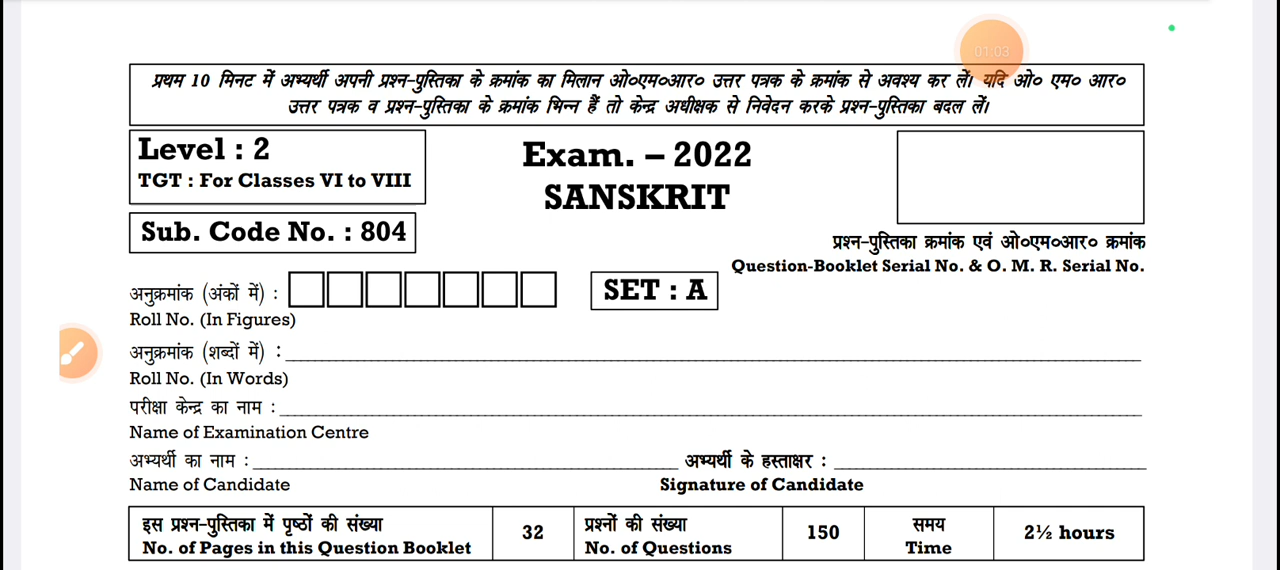 01:03
प्रथम 10 मिनट में अभ्यर्थी अपनी प्रश्न-पुस्तिका के क्रमांक का मिलान ओ०एम०आर० उत्तर पत्रक के क्रमांक से अवश्य कर लें। यदि ओ० एम० आर०
उत्तर पत्रक व प्रश्न-पुस्तिका के क्रमांक भिन्न हैं तो केन्द्र अधीक्षक से निवेदन करके प्रश्न-पुस्तिका बदल लें।
Level : 2
TGT : For Classes VI to VIII
Exam. – 2022
SANSKRIT
Sub. Code No. : 804
प्रश्न-पुस्तिका क्रमांक एवं ओ०एम०आर० क्रमांक
Question-Booklet Serial No. & O. M. R. Serial No.
अनुक्रमांक (अंकों में) :
Roll No. (In Figures)
SET : A
अनुक्रमांक (शब्दों में) :
Roll No. (In Words)
परीक्षा केन्द्र का नाम :
Name of Examination Centre
अभ्यर्थी का नाम : अभ्यर्थी के हस्ताक्षर :
Name of Candidate Signature of Candidate
इस प्रश्न-पुस्तिका में पृष्ठों की संख्या
No. of Pages in this Question Booklet
32
प्रश्नों की संख्या
No. of Questions
150
समय
Time
2½ hours